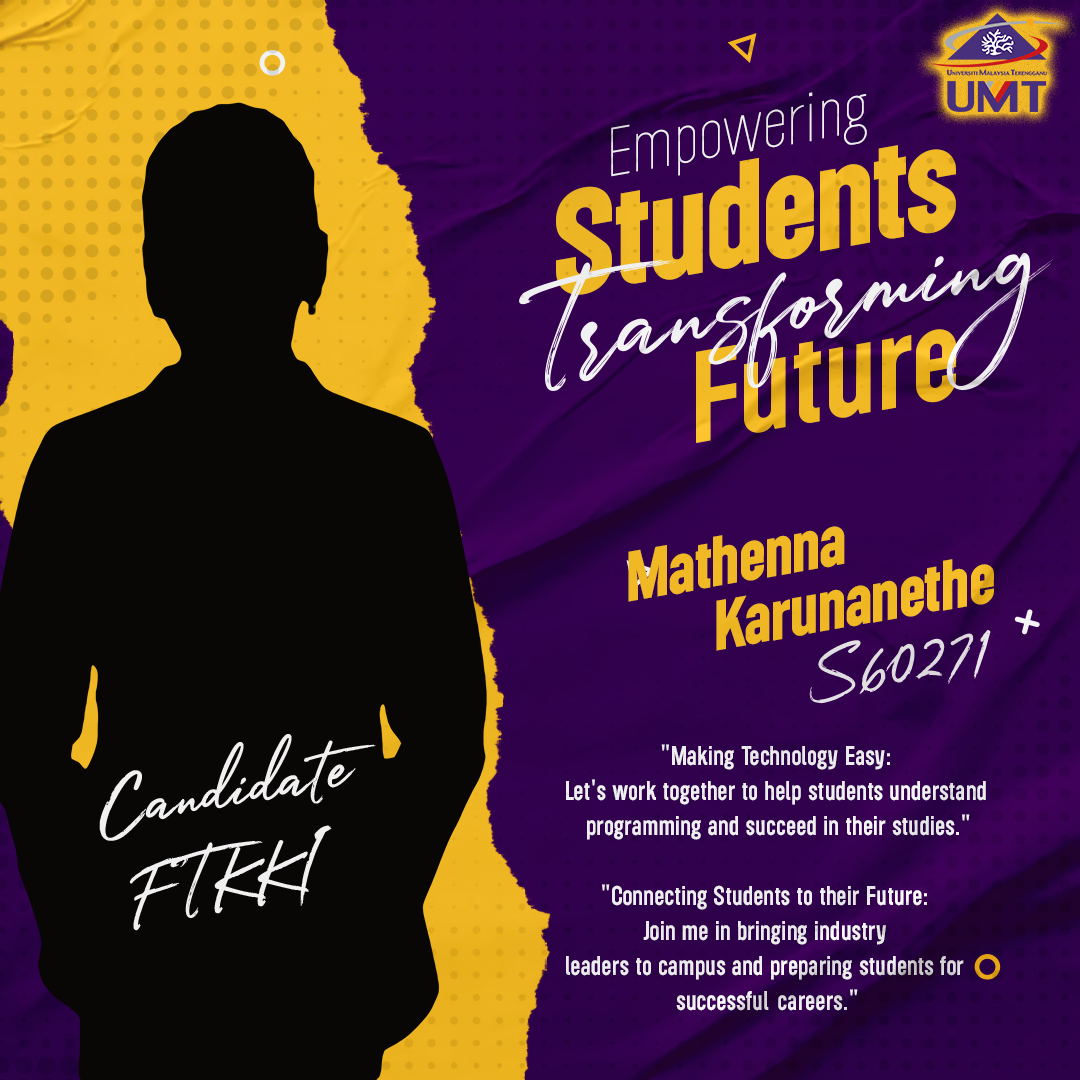 UNIVERSITI MALAYSIA TERENGGANU
UMT
Empowering
Students
Transforming
Future
Mathenna
Karunanethe
S60271
"Making Technology Easy:
Let's work together to help students understand
programming and succeed in their studies."
"Connecting Students to their Future:
Join me in bringing industry
leaders to campus and preparing students for
successful careers."
Candidate
FTKKI